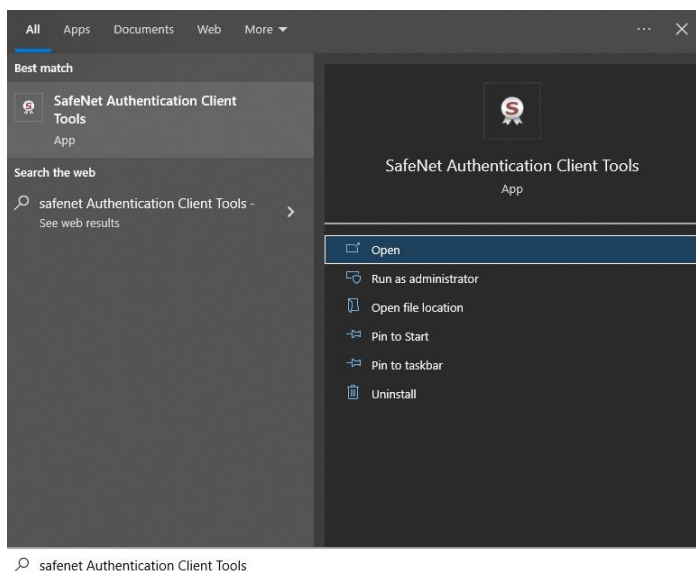 All Apps Documents Web More
Best match
SafeNet Authentication Client
Tools
App
Search the web
safenet Authentication Client Tools -
See web results
SafeNet Authentication Client Tools
App
Open
Run as administrator
Open file location
Pin to Start
Pin to taskbar
Uninstall
safenet Authentication Client Tools